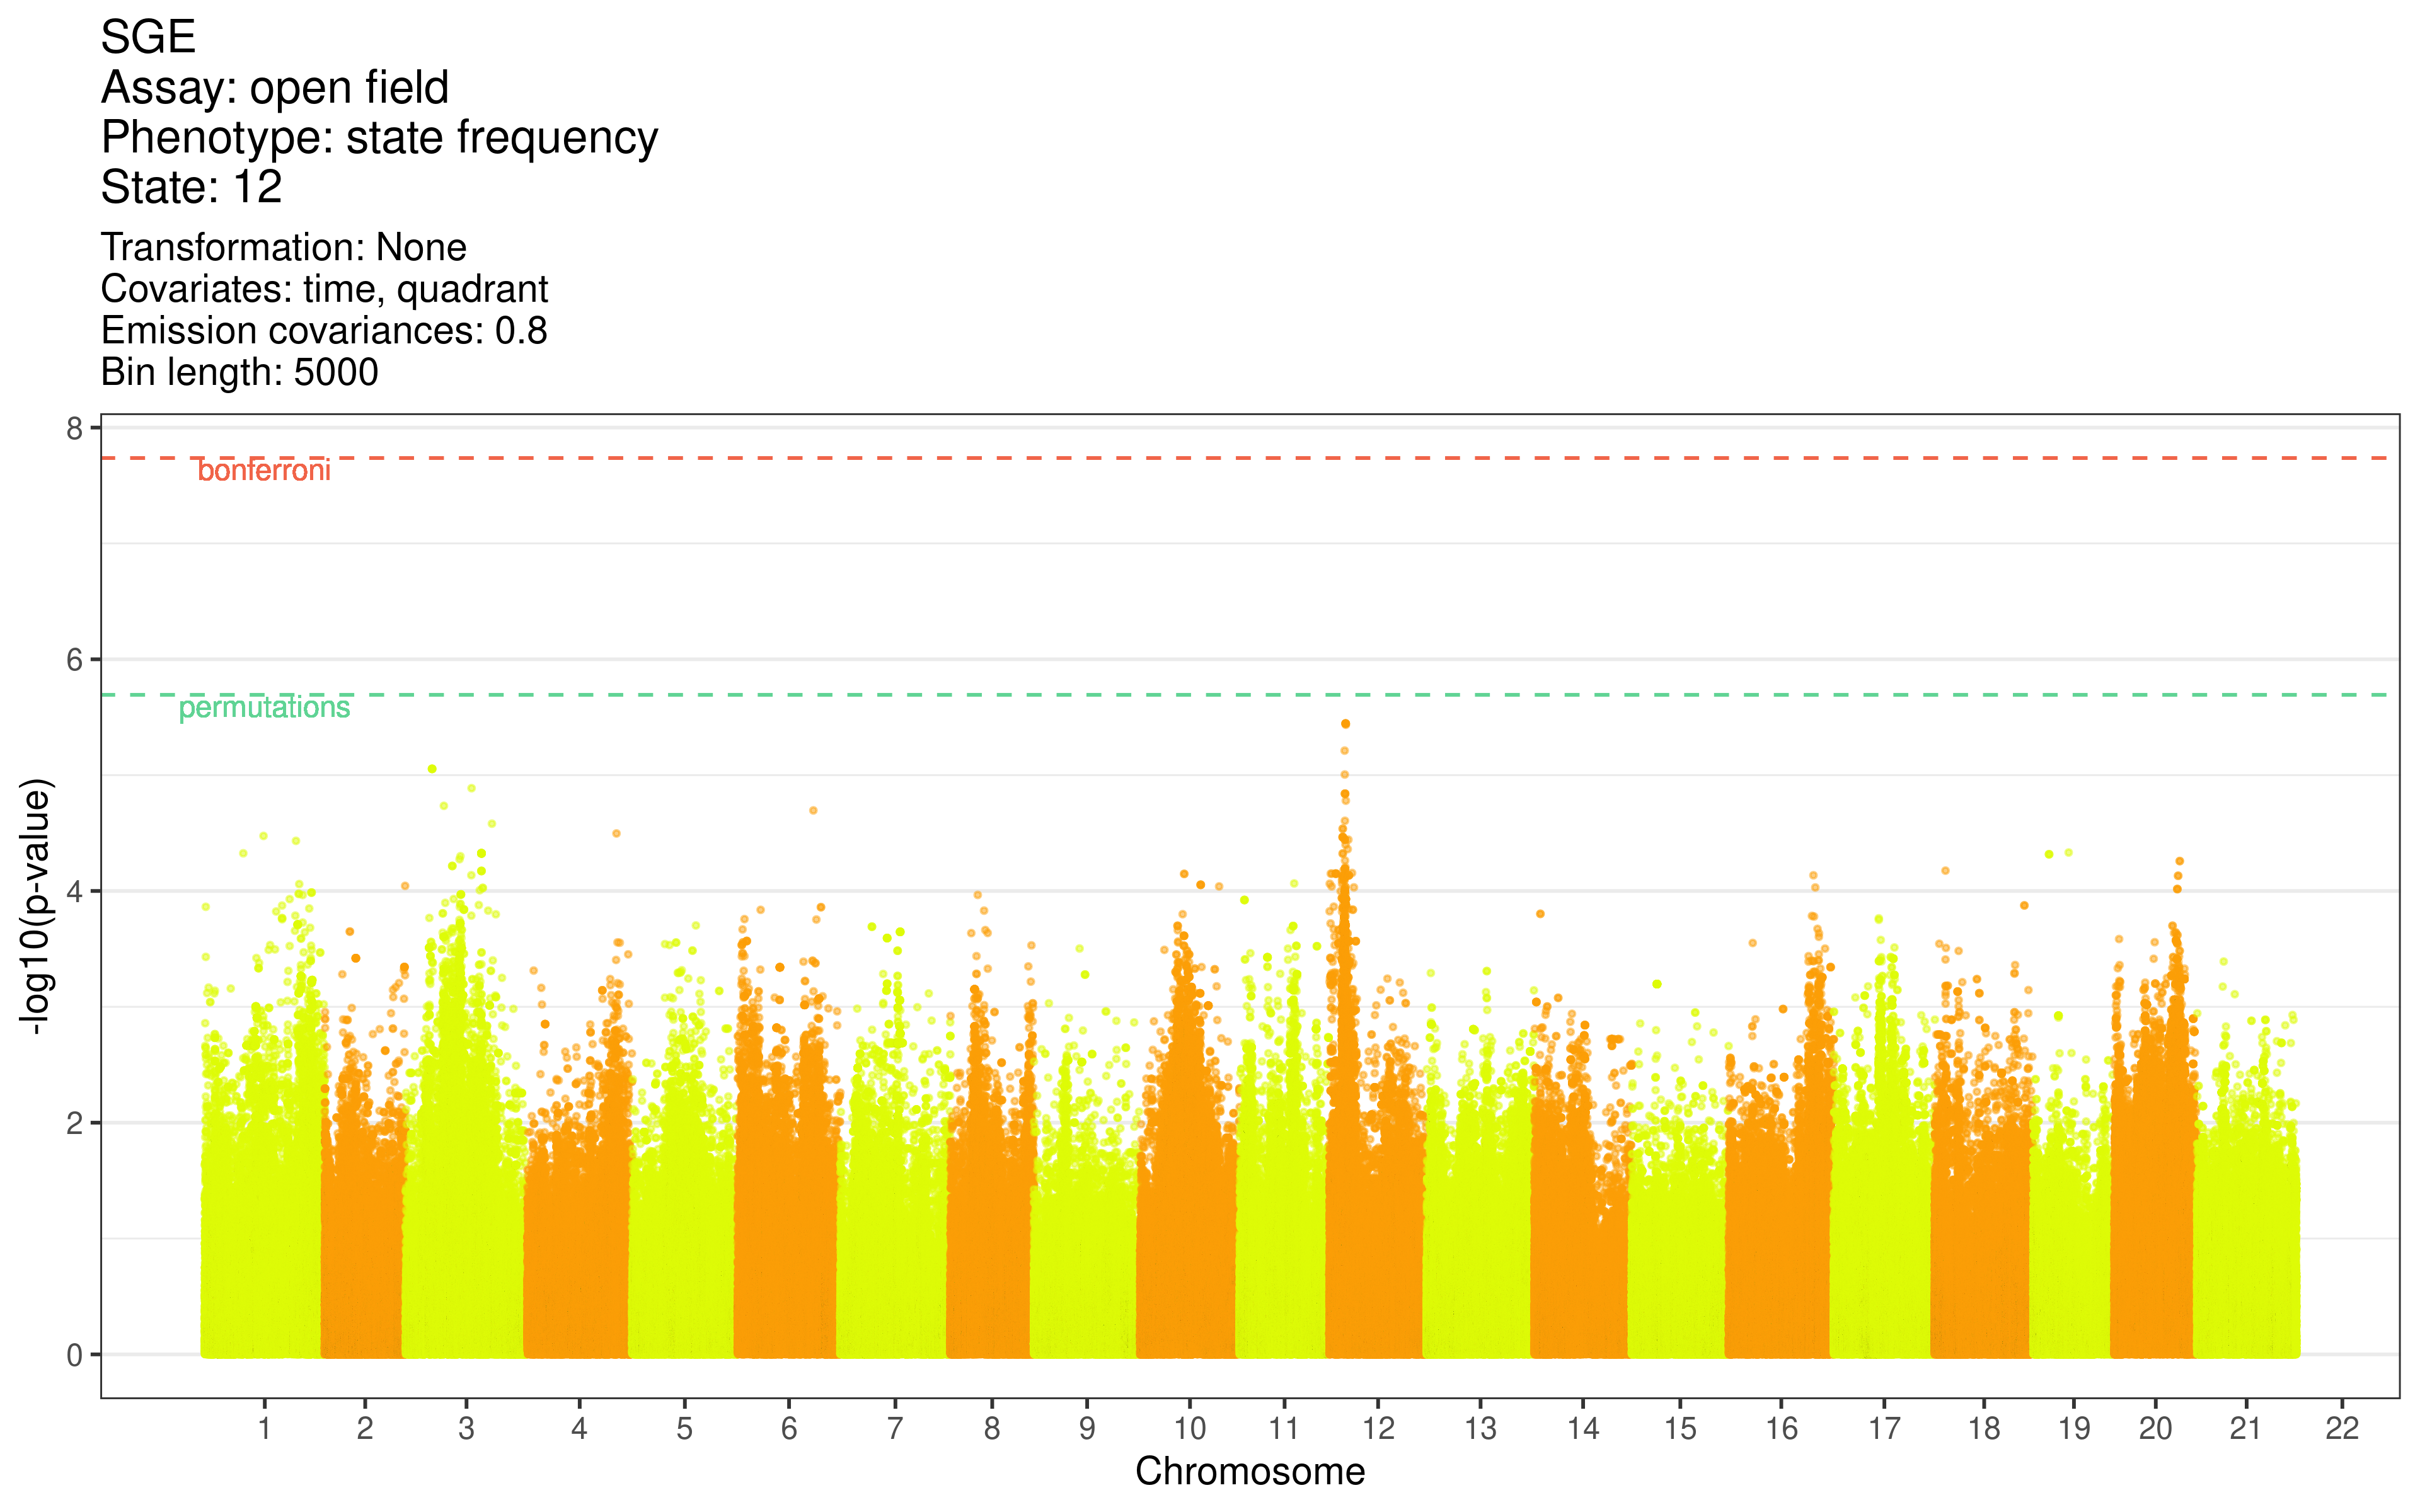 SGE
Assay: open field
Phenotype: state frequency
State: 12
Transformation: None
Covariates: time, quadrant
Emission covariances: 0.8
Bin length: 5000
8
bonferroni
6
permutations
4
2
0
-log10(p-value)
1 2 3 4 5 6 7 8 9 10 11 12 13 14 15 16 17 18 19 20 21 22
Chromosome